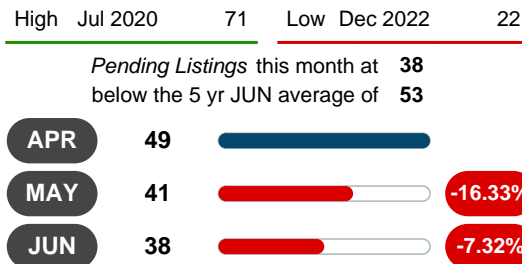 High Jul 2020 71 Low Dec 2022 22
Pending Listings this month at 38
below the 5 yr JUN average of 53
APR 49
MAY 41 -16.33%
JUN 38 -7.32%